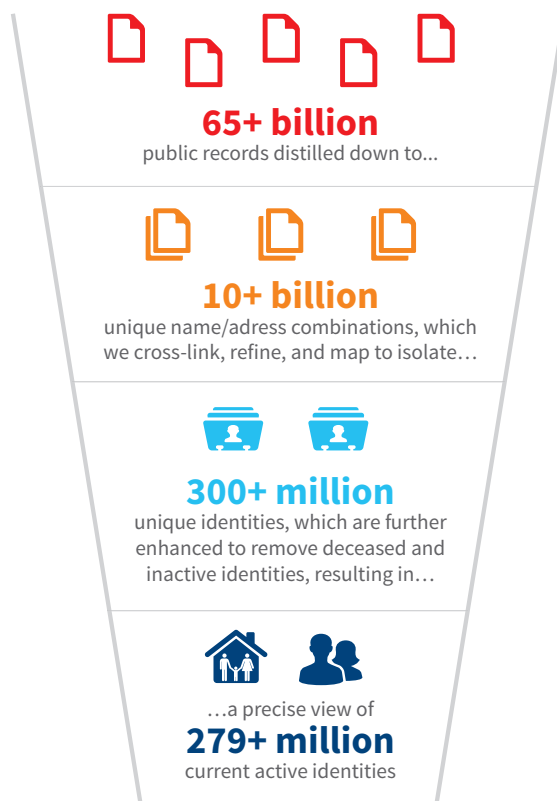 65+ billion
public records distilled down to...
10+ billion
unique name/adress combinations, which
we cross-link, refine, and map to isolate…
300+ million
unique identities, which are further
enhanced to remove deceased and
inactive identities, resulting in…
…a precise view of
279+ million
current active identities